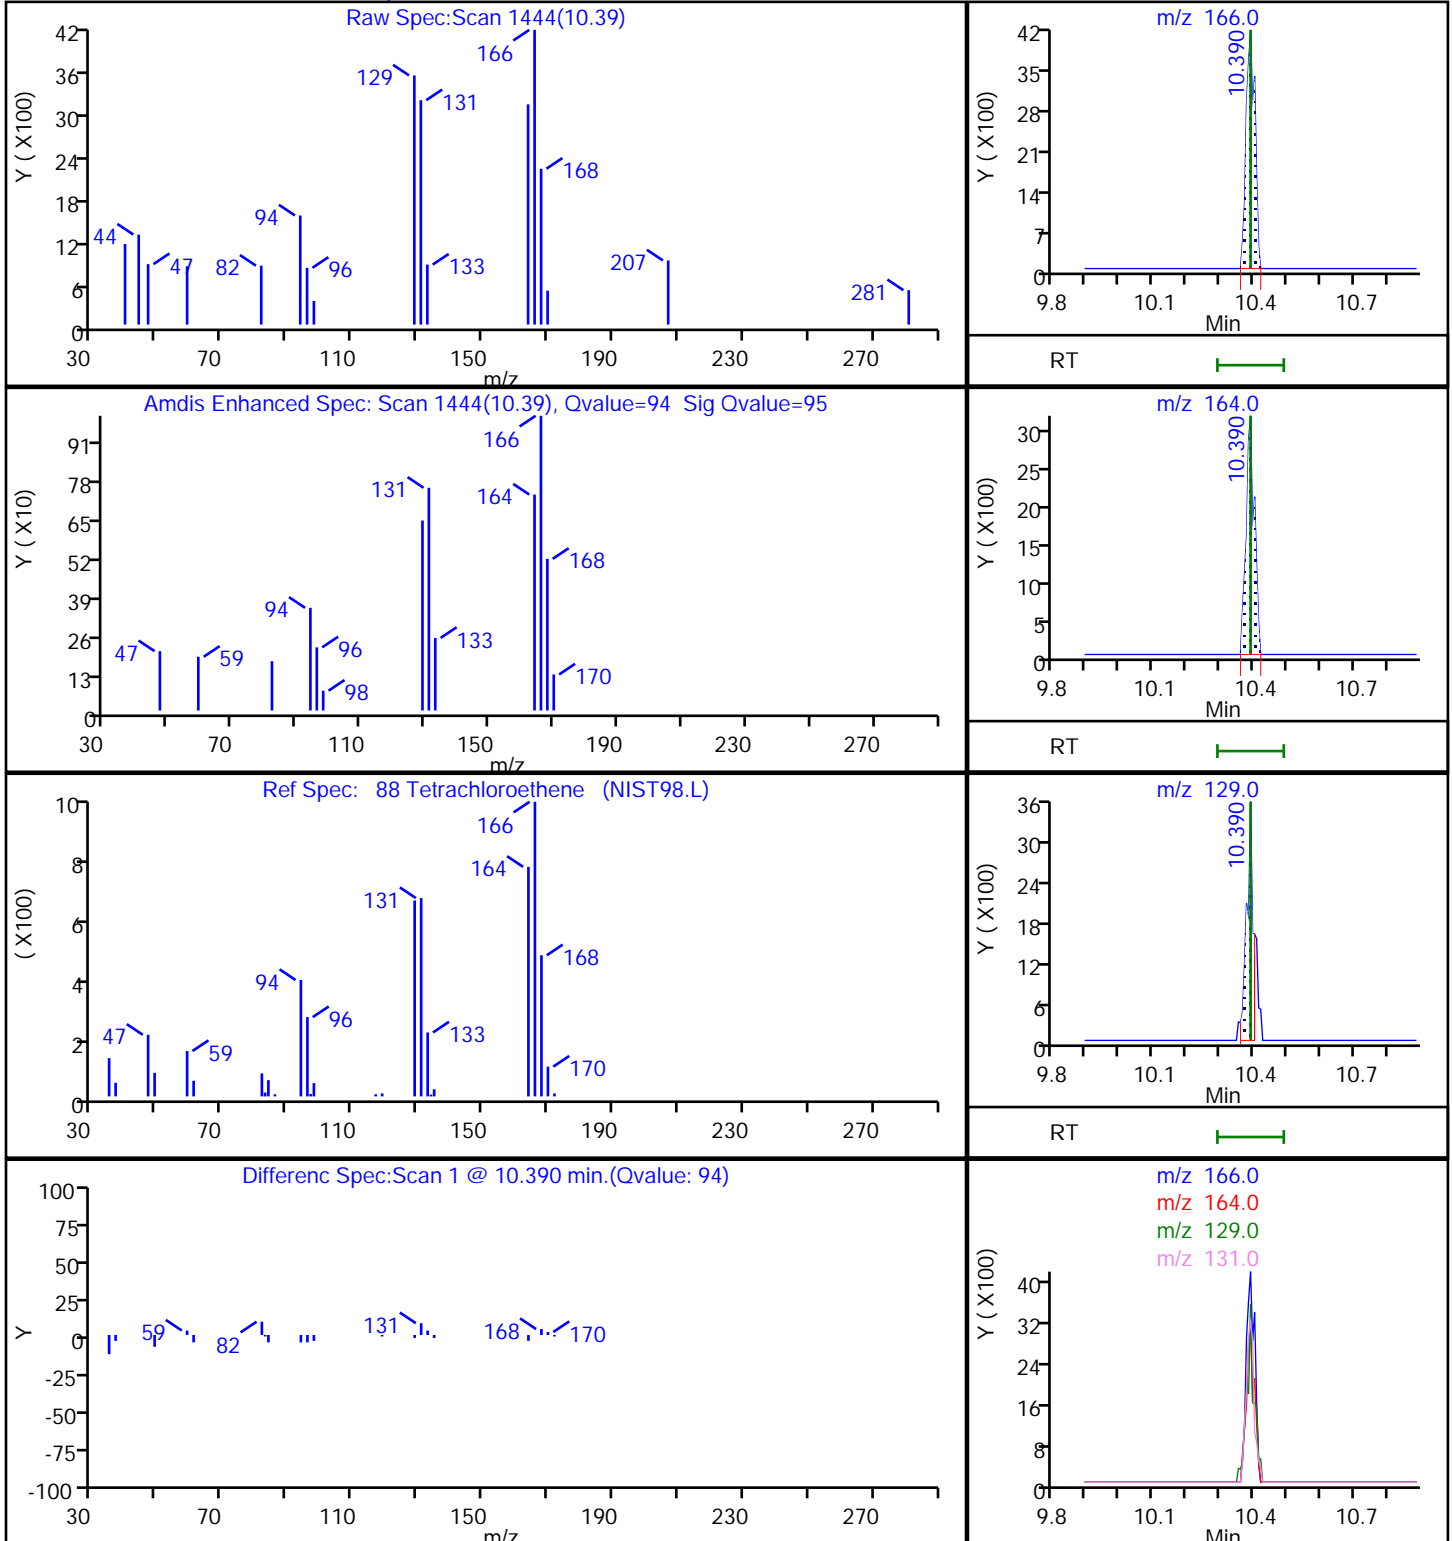 Raw Spec:Scan 1444(10.39)
Y ( X100)
42
36
30
24
18
12
6
0
166
129
131
168
94
44
47
82
96
133
207
281
30 70 110 150 190 230 270
m/z
m/z 166.0
Y ( X100)
42
35
28
21
14
7
0
10.390
9.8 10.1 10.4 10.7
Min
RT
Amdis Enhanced Spec: Scan 1444(10.39), Qvalue=94 Sig Qvalue=95
Y ( X10)
91
78
65
52
39
26
13
0
166
131
164
168
94
133
47
59
96
98
170
30 70 110 150 190 230 270
m/z
m/z 164.0
Y ( X100)
30
25
20
15
10
5
0
10.390
9.8 10.1 10.4 10.7
Min
RT
Ref Spec: 88 Tetrachloroethene (NIST98.L)
( X100)
10
8
6
4
2
0
166
164
131
168
94
96
47
133
59
170
30 70 110 150 190 230 270
m/z 129.0
Y ( X100)
36
30
24
18
12
6
0
10.390
9.8 10.1 10.4 10.7
Min
RT
Differenc Spec:Scan 1 @ 10.390 min.(Qvalue: 94)
Y
100
75
50
25
0
-25
-50
-75
-100
59
82
131
168
170
30 70 110 150 190 230 270
m/z
m/z 166.0
m/z 164.0
m/z 129.0
m/z 131.0
Y ( X100)
40
32
24
16
8
0
9.8 10.1 10.4 10.7
Min